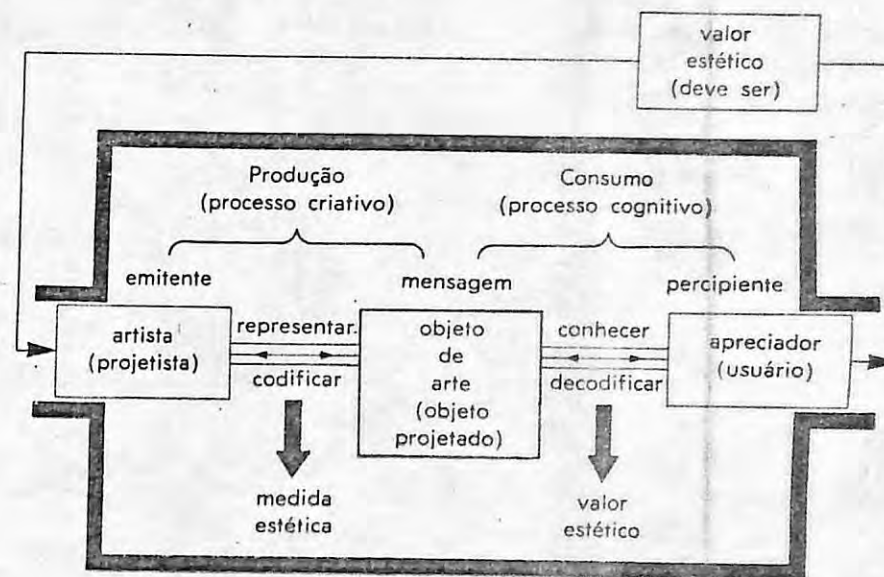 valor
estético
(deve ser)
Produção
(processo criativo)
Consumo
(processo cognitivo)
emitente
mensagem
percipiente
artista
(projetista)
representar.
codificar
objeto
de
arte
(objeto
projetado)
conhecer
decodificar
apreciador
(usuário)
medida
estética
valor
estético